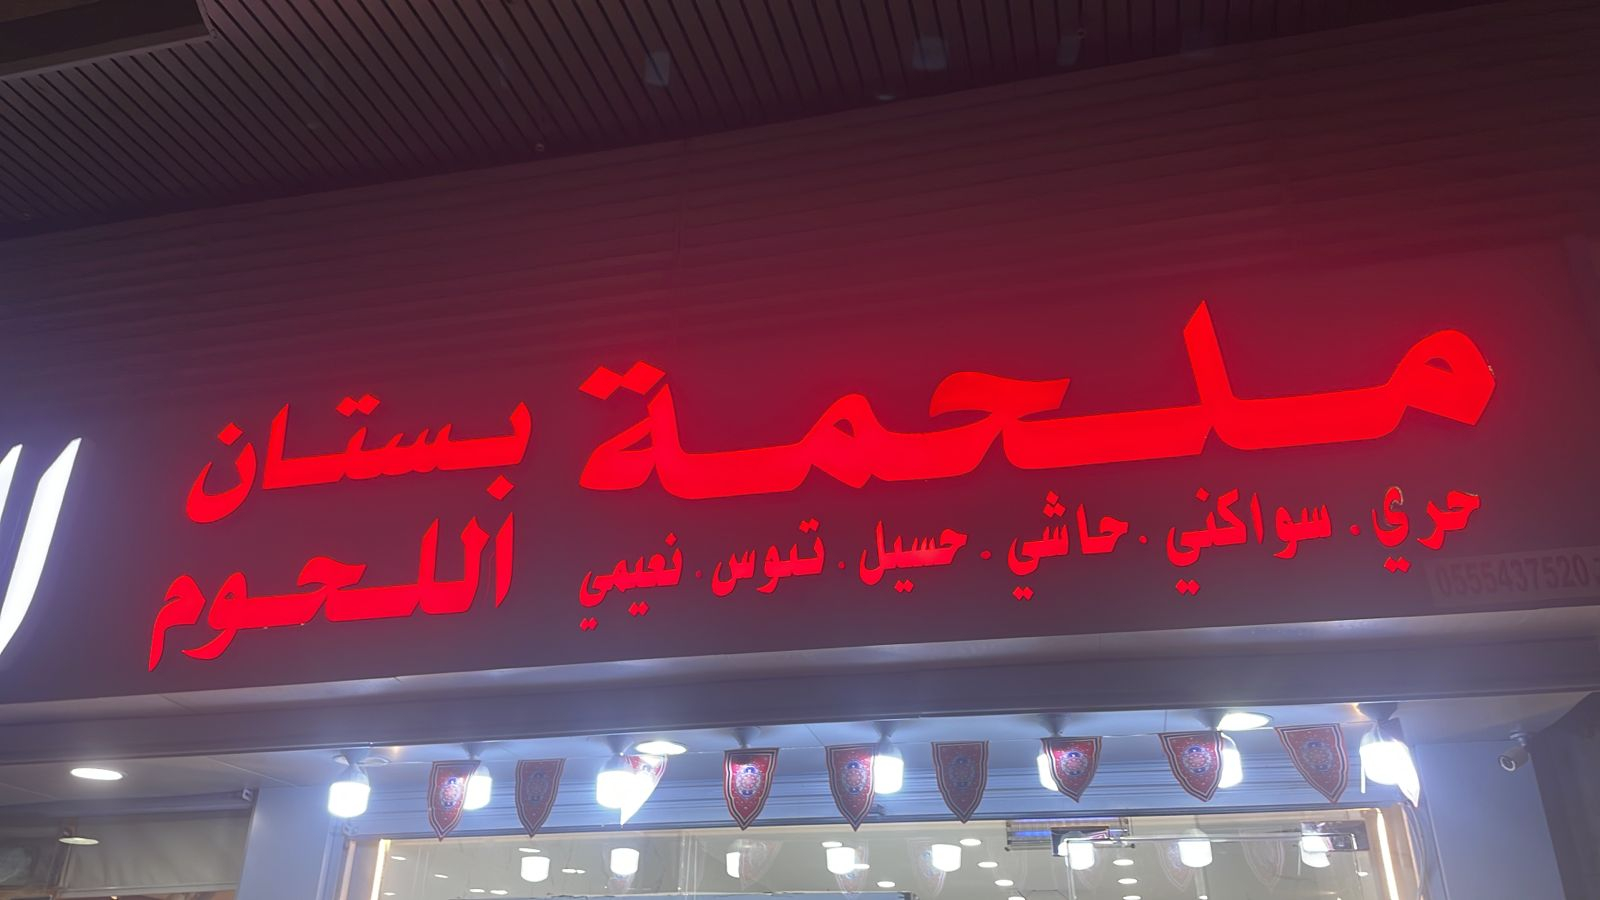 ملحمة
بستان
اللحوم
حري . سواكني . حاشي . حسيل . تيوس . نعيمي
0555437520